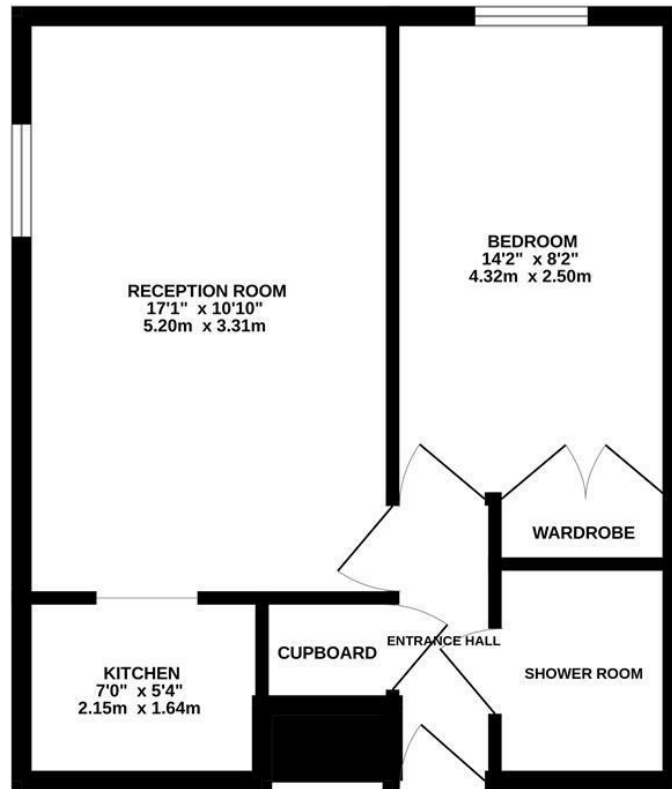 BEDROOM
14'2" x 8'2"
4.32m x 2.50m
RECEPTION ROOM
17'1" x 10'10"
5.20m x 3.31m
WARDROBE
ENTRANCE HALL
CUPBOARD
SHOWER ROOM
KITCHEN
7'0" x 5'4"
2.15m x 1.64m